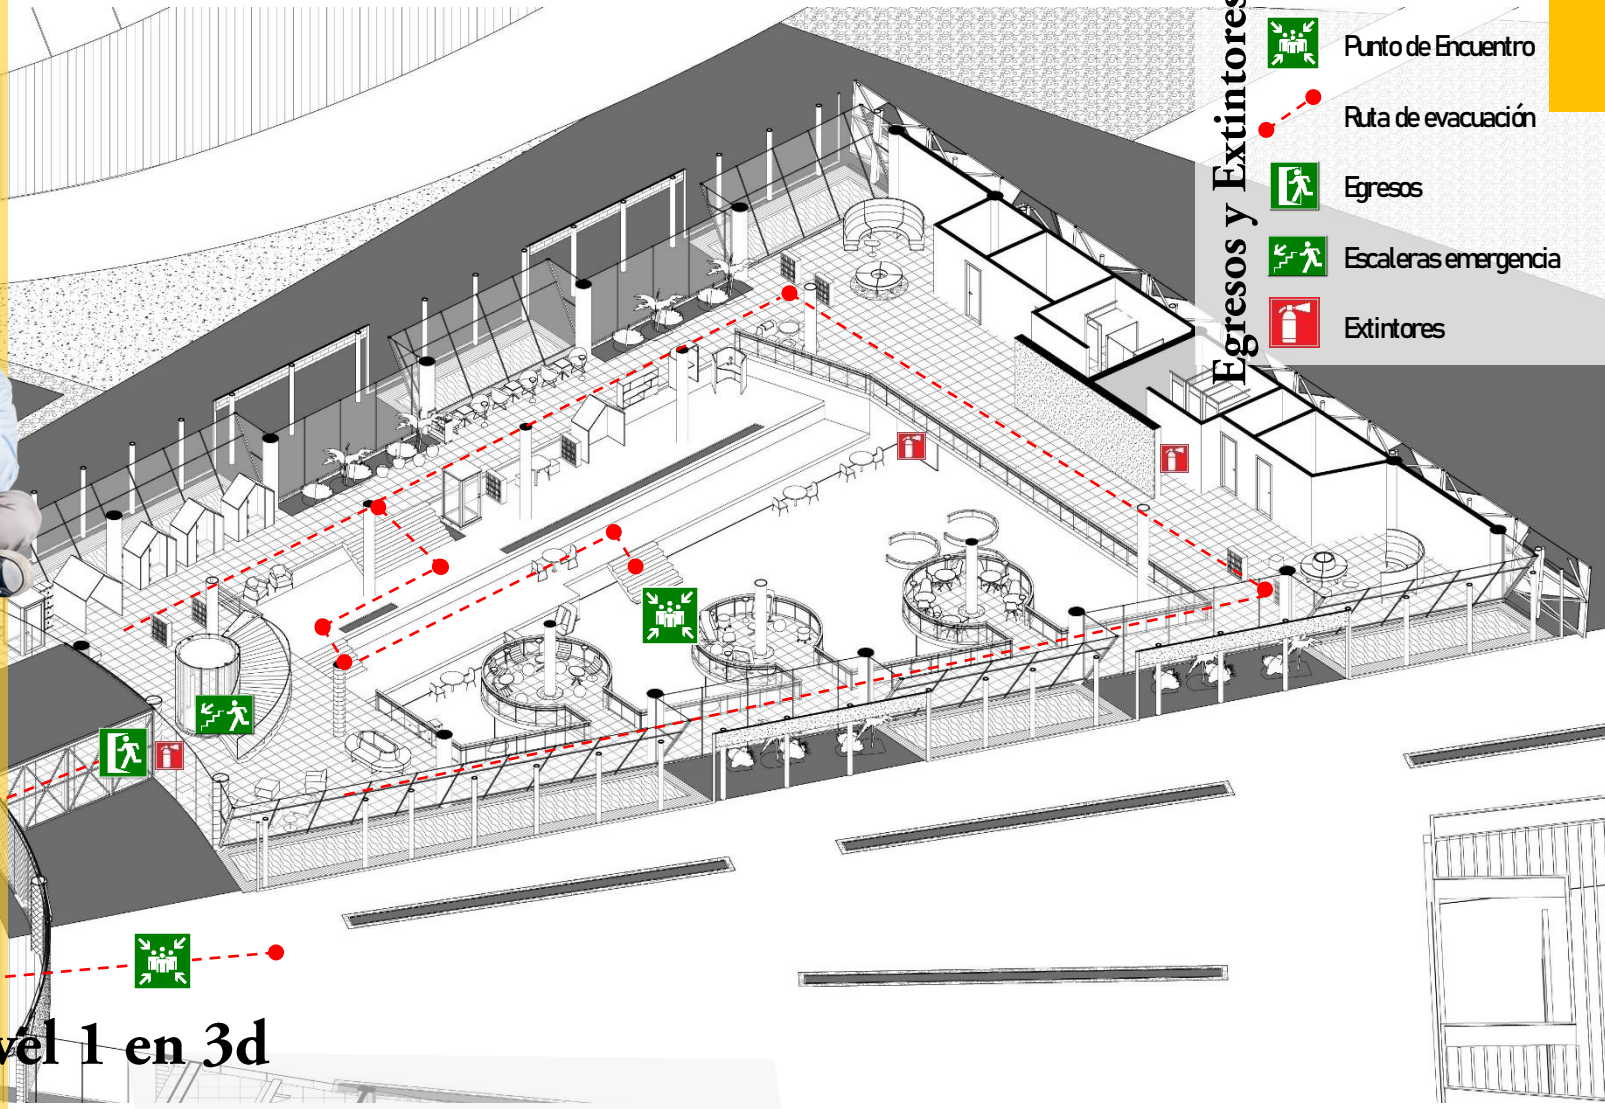 Egresos y Extintores
Punto de Encuentro
Ruta de evacuación
Egresos
Escaleras emergencia
Extintores
vel 1 en 3d